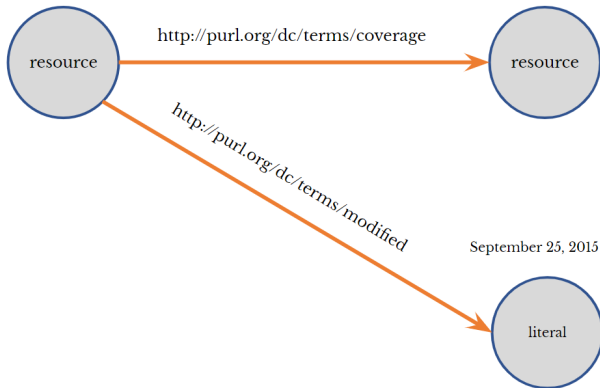 http://purl.org/dc/terms/coverage
resource
resource
http://purl.org/dc/terms/modified
September 25, 2015
literal